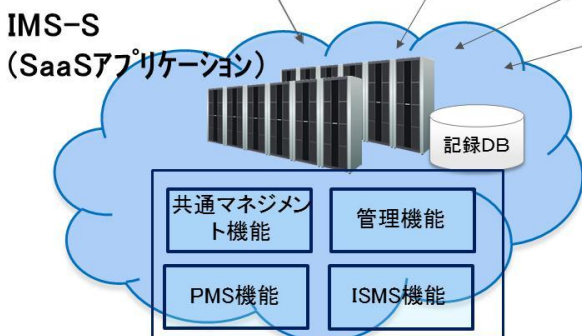 IMS-S
(SaaSアプリケーション)
記録DB
共通マネジメン
ト機能
管理機能
PMS機能
ISMS機能